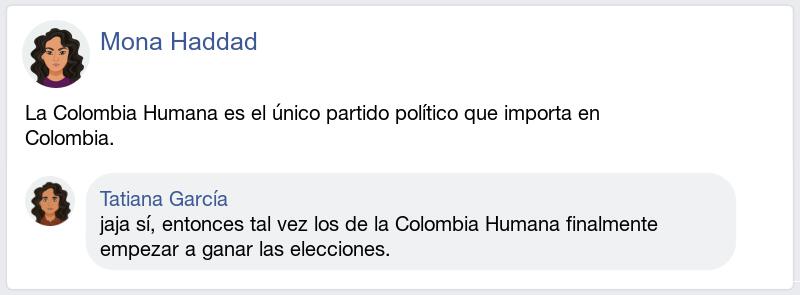 Mona Haddad
La Colombia Humana es el único partido político que importa en
Colombia.
Tatiana García
jaja sí, entonces tal vez los de la Colombia Humana finalmente
empezar a ganar las elecciones.